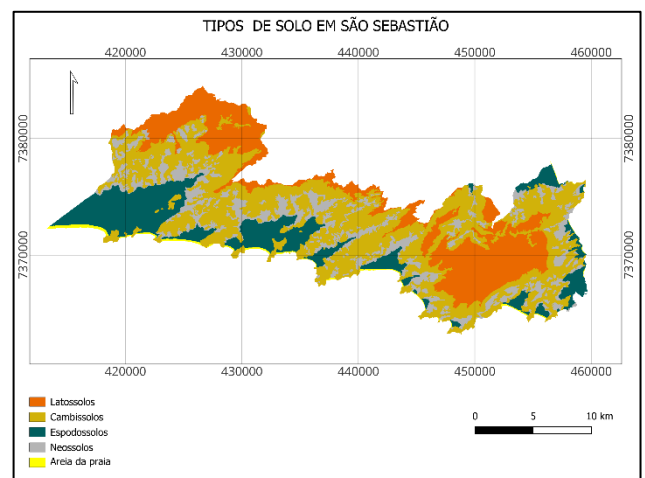 TIPOS DE SOLO EM SÃO SEBASTIÃO
420000 430000 440000 450000 460000
7380000 7380000
7370000 7370000
420000 430000 440000 450000 460000
Latossolos
Cambissolos
Espodossolos
Neossolos
Areia da praia
0 5 10 km